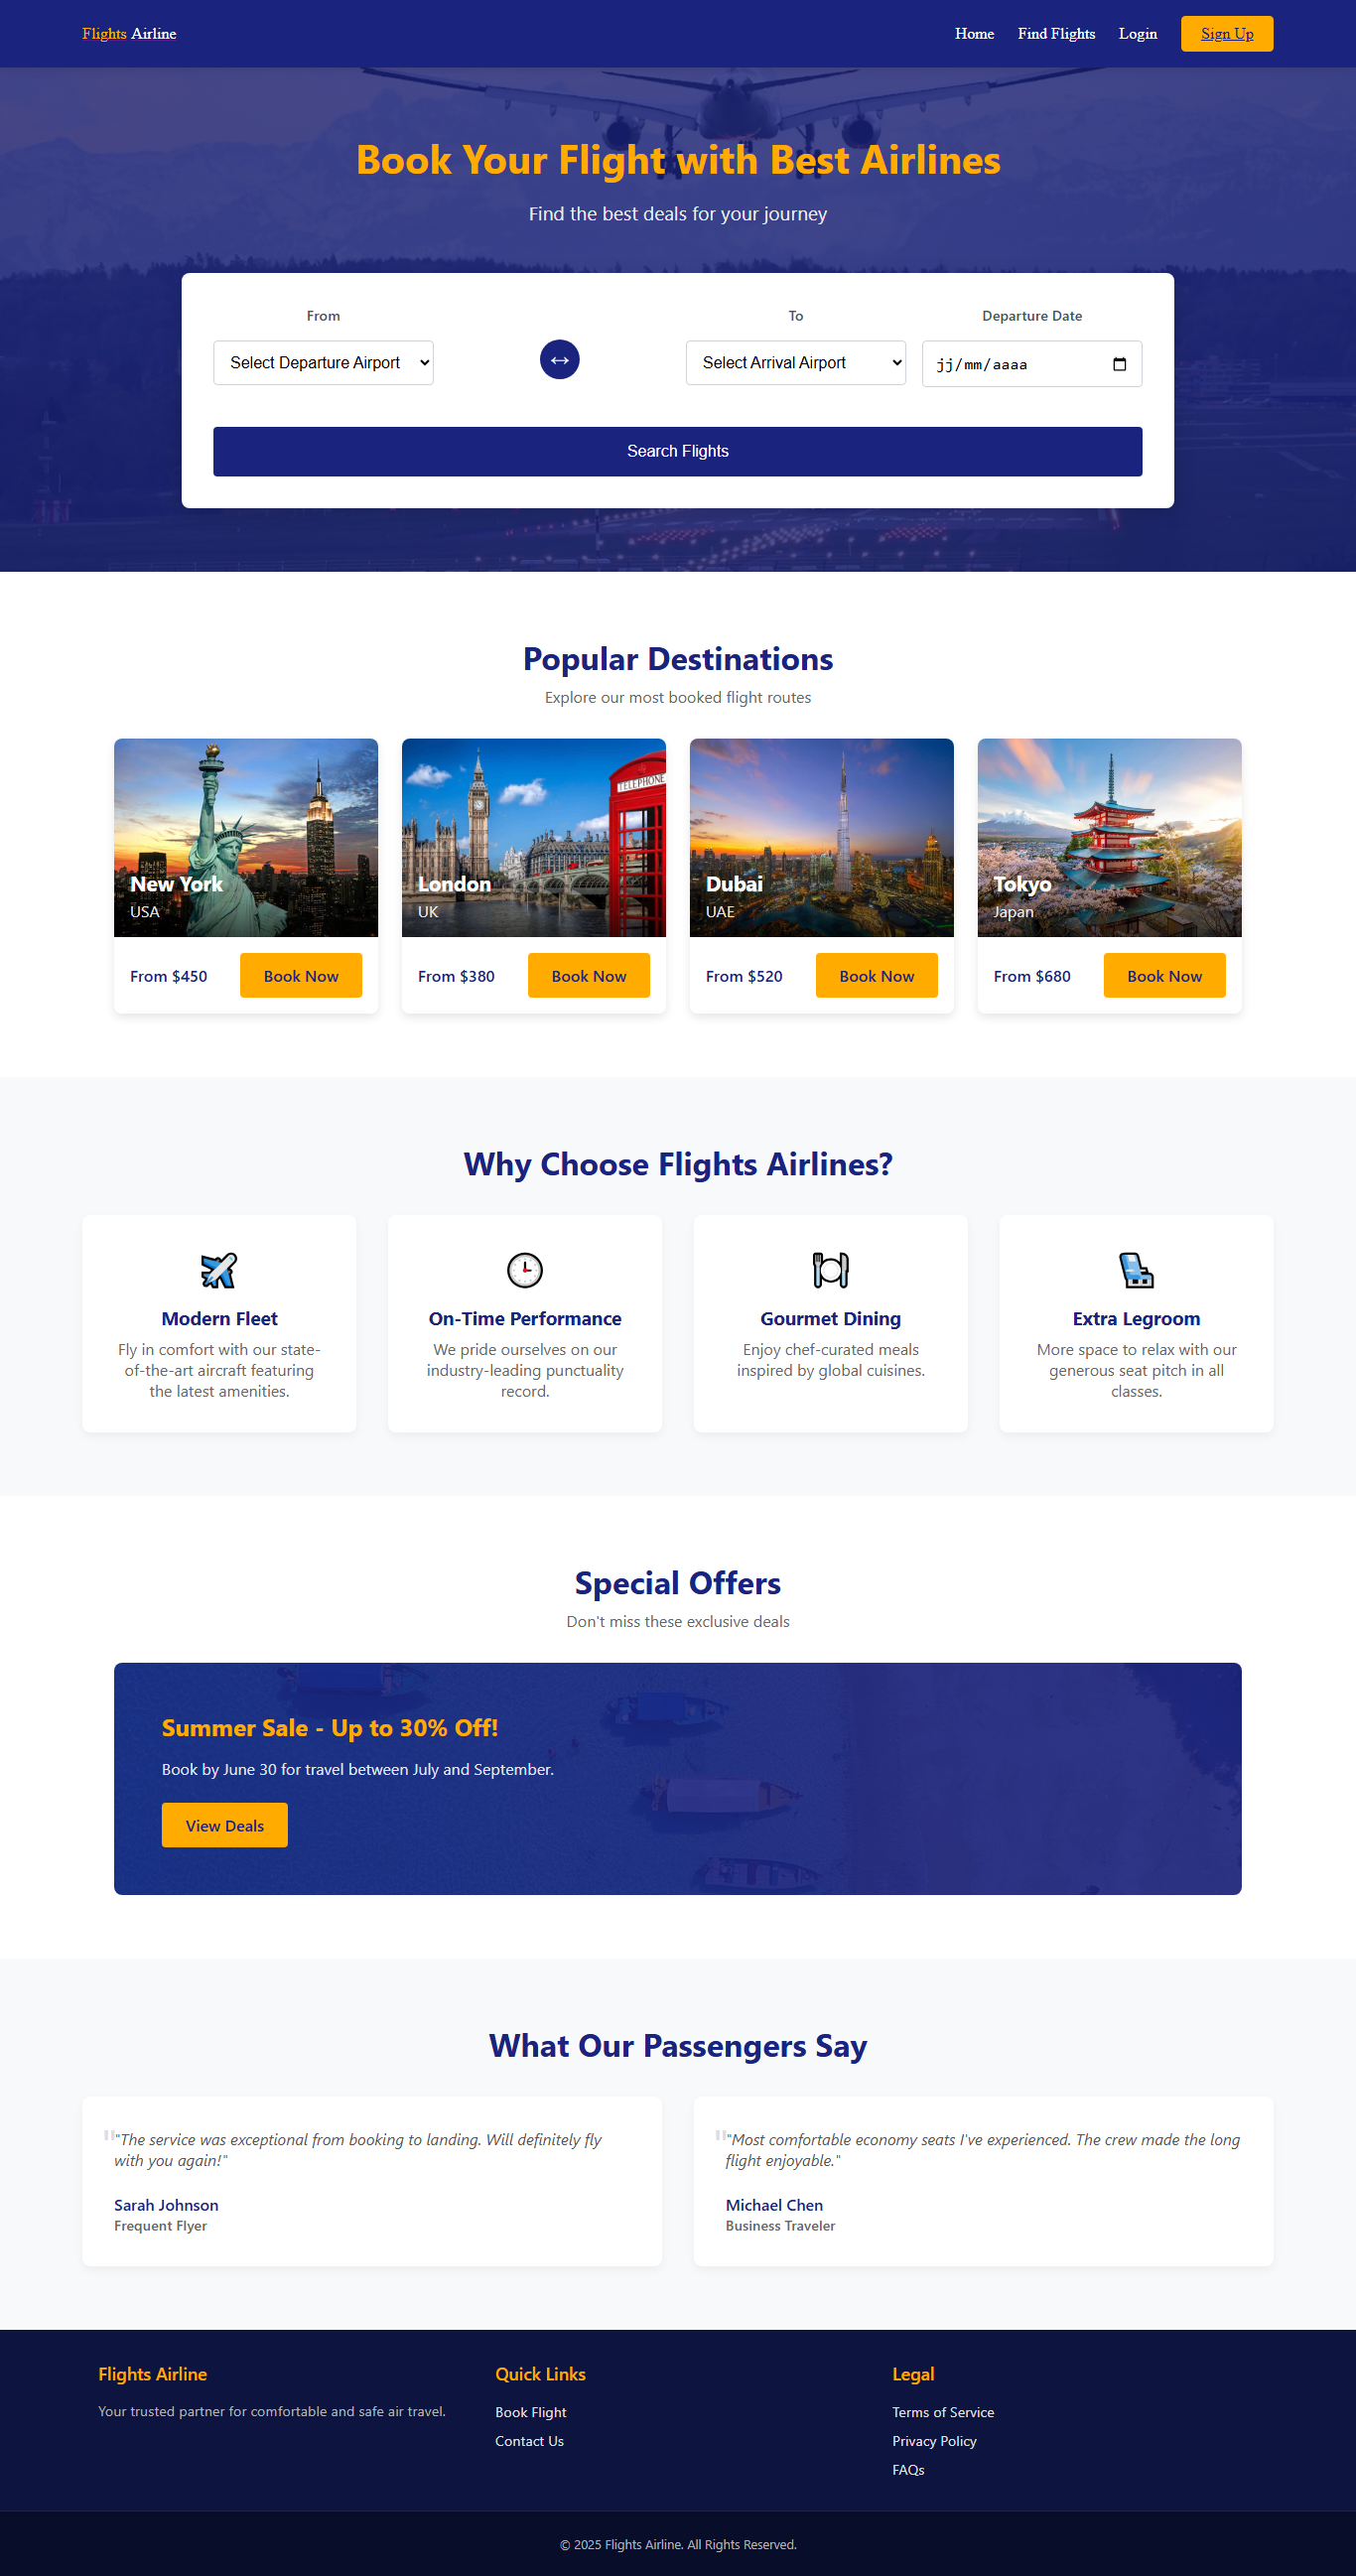 Flights Airline
Home
Find Flights
Login
Sign Up
Book Your Flight with Best Airlines
Find the best deals for your journey
From
To
Departure Date
Select Departure Airport
↔
Select Arrival Airport
jj/mm/aaaa
Search Flights
Popular Destinations
Explore our most booked flight routes
TELEPHONE
New York
USA
London
UK
Dubai
UAE
Tokyo
Japan
From $450
Book Now
From $380
Book Now
From $520
Book Now
From $680
Book Now
Why Choose Flights Airlines?
Modern Fleet
Fly in comfort with our state-
of-the-art aircraft featuring
the latest amenities.
On-Time Performance
We pride ourselves on our
industry-leading punctuality
record.
Gourmet Dining
Enjoy chef-curated meals
inspired by global cuisines.
Extra Legroom
More space to relax with our
generous seat pitch in all
classes.
Special Offers
Don't miss these exclusive deals
Summer Sale - Up to 30% Off!
Book by June 30 for travel between July and September.
View Deals
What Our Passengers Say
"
"The service was exceptional from booking to landing. Will definitely fly
with you again!"
Sarah Johnson
Frequent Flyer
"
"Most comfortable economy seats I've experienced. The crew made the long
flight enjoyable."
Michael Chen
Business Traveler
Flights Airline
Your trusted partner for comfortable and safe air travel.
Quick Links
Book Flight
Contact Us
Legal
Terms of Service
Privacy Policy
FAQs
© 2025 Flights Airline. All Rights Reserved.